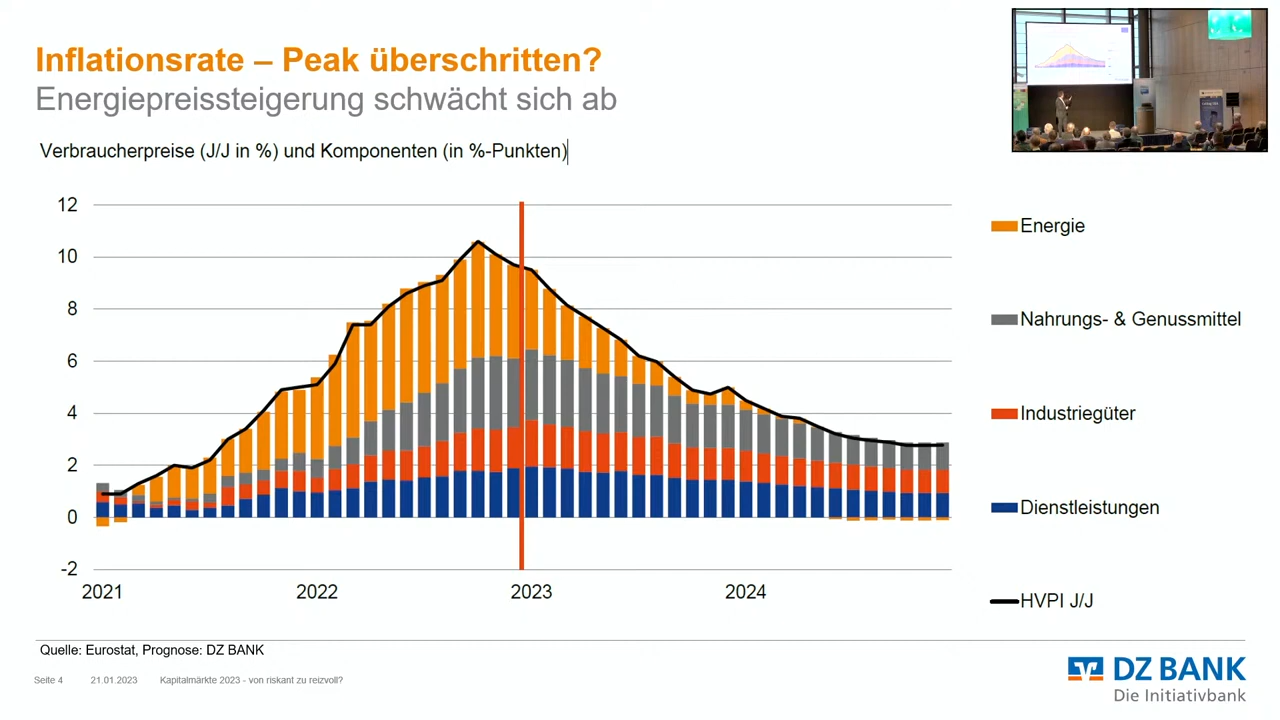 Inflationsrate – Peak überschritten?
Energiepreissteigerung schwächt sich ab
Verbraucherpreise (J/J in %) und Komponenten (in %-Punkten)
12
10
8
6
4
2
0
-2
2021
2022
2023
2024
Energie
Nahrungs- & Genussmittel
Industriegüter
Dienstleistungen
HVPI J/J
Quelle: Eurostat, Prognose: DZ BANK
Seite 4
21.01.2023
Kapitalmärkte 2023 - von riskant zu reizvoll?
DZ BANK
Die Initiativbank